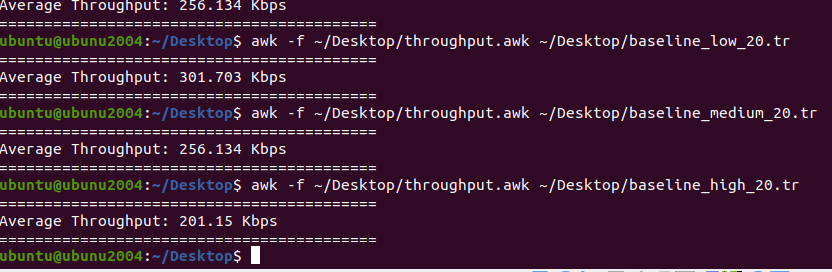 Average Throughput: 256.134 Kbps
==========================================
ubuntu@ubunu2004:~/Desktop$ awk -f ~/Desktop/throughput.awk ~/Desktop/baseline_low_20.tr
==========================================
Average Throughput: 301.703 Kbps
==========================================
ubuntu@ubunu2004:~/Desktop$ awk -f ~/Desktop/throughput.awk ~/Desktop/baseline_medium_20.tr
==========================================
Average Throughput: 256.134 Kbps
==========================================
ubuntu@ubunu2004:~/Desktop$ awk -f ~/Desktop/throughput.awk ~/Desktop/baseline_high_20.tr
==========================================
Average Throughput: 201.15 Kbps
==========================================
ubuntu@ubunu2004:~/Desktop$